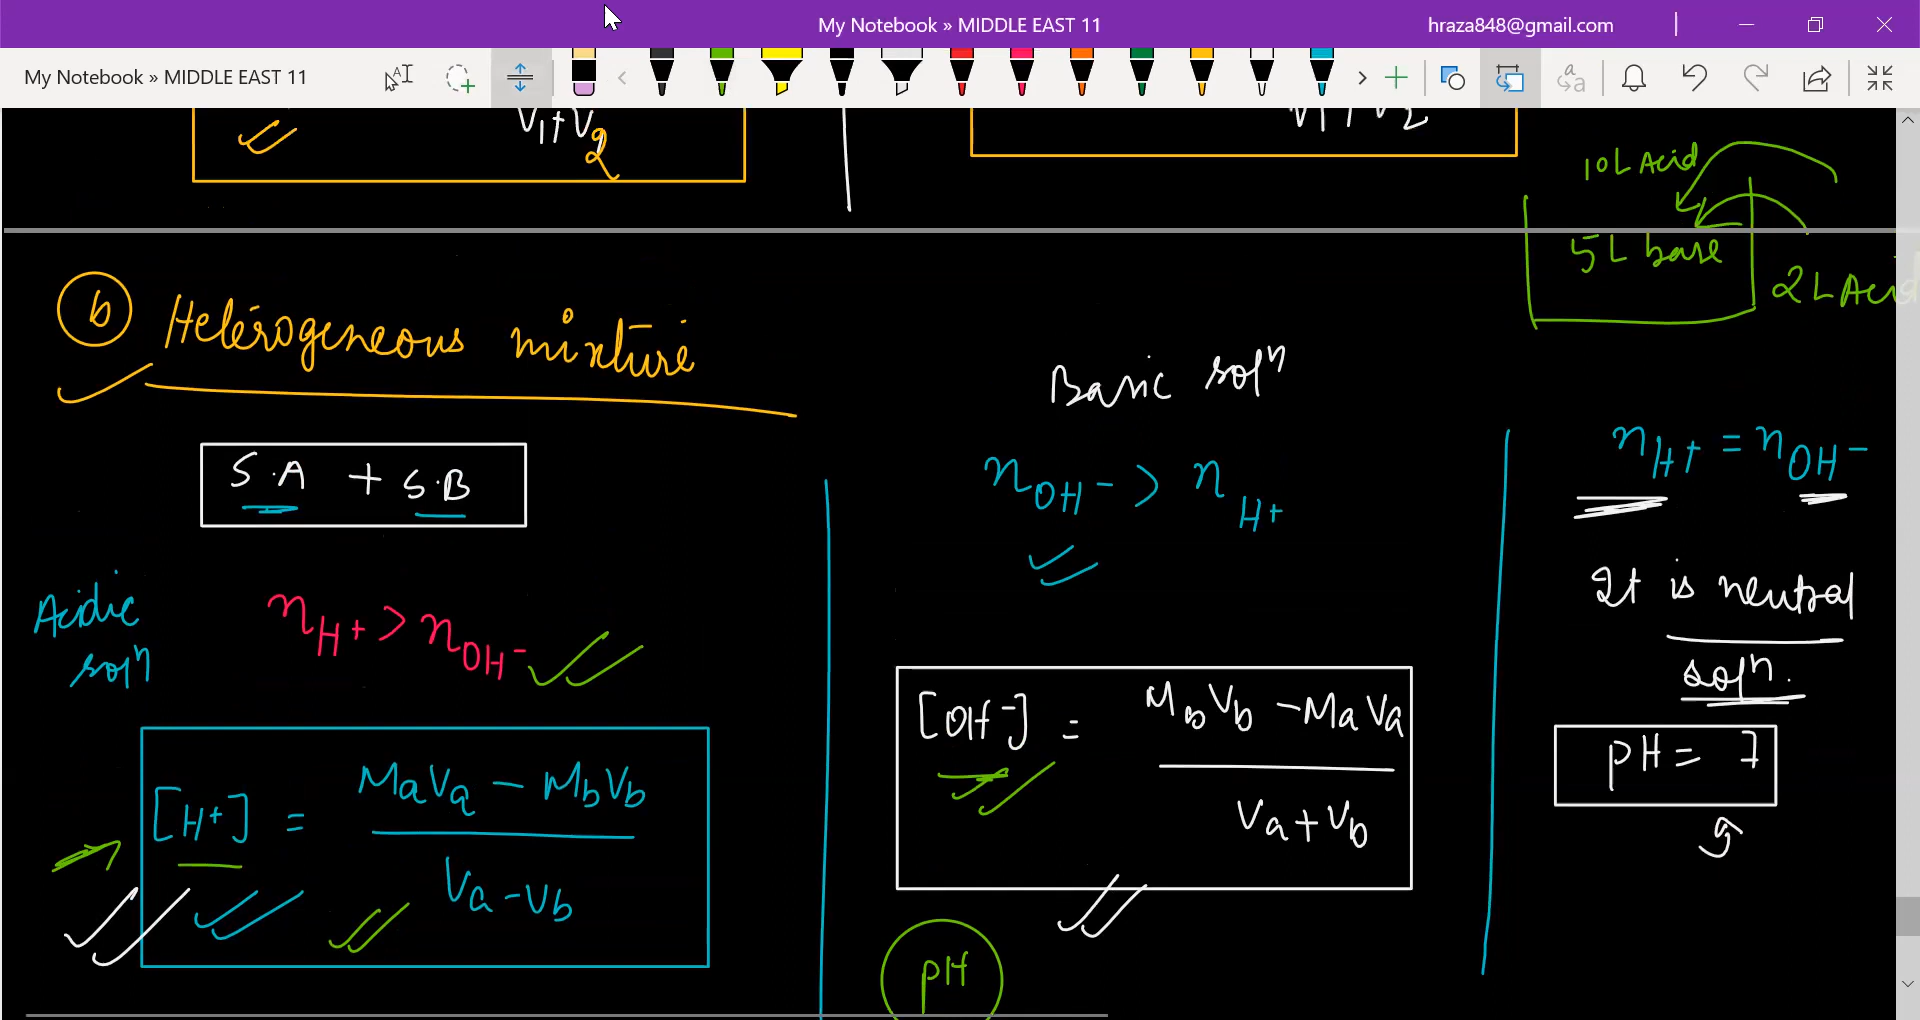 My Notebook » MIDDLE EAST 11
hraza848@gmail.com
My Notebook » MIDDLE EAST 11
V1+V2
V1+V2
10L Acid
5L base
2L Acid
b Heterogeneous mixture
S.A + S.B
Acidic
solⁿ
nH+ > nOH-
[H+] = MaVa - MbVb
Va-Vb
Basic solⁿ
nOH- > nH+
[OH-] = MbVb - MaVa
Va+Vb
pH
nH+ = nOH-
It is neutral
solⁿ.
pH = 7